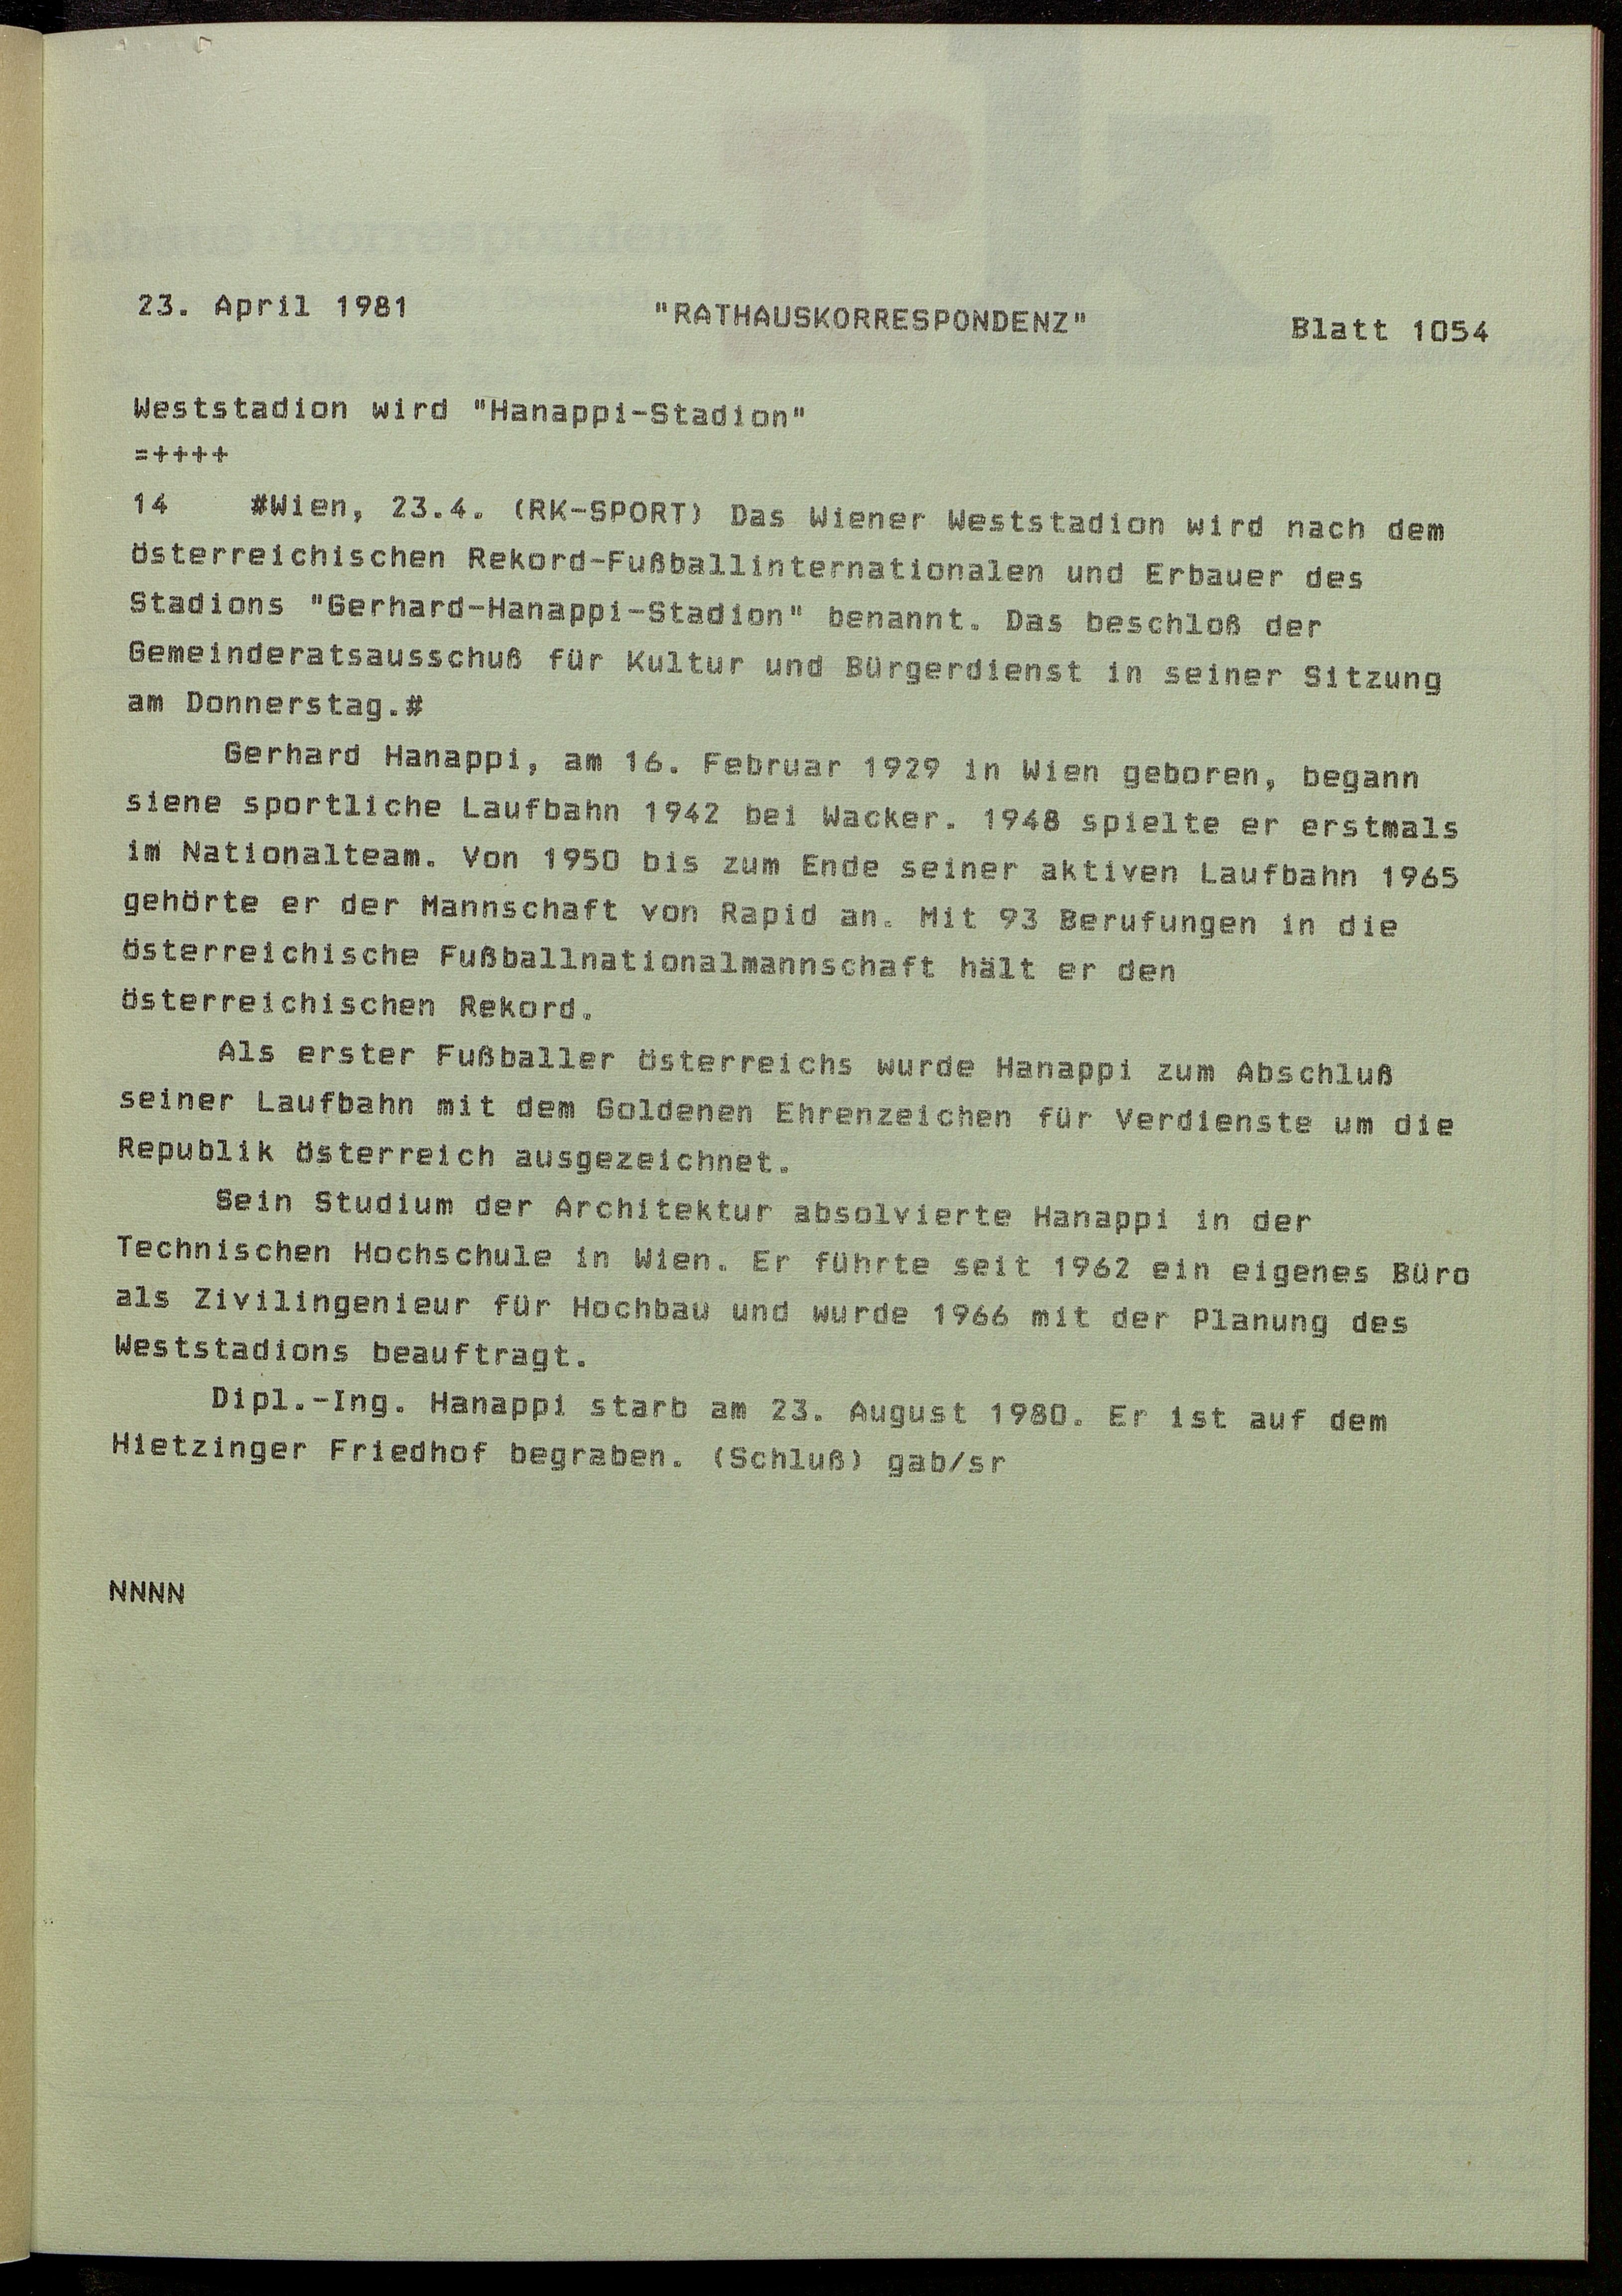 23. April 1981 "RATHAUSKORRESPONDENZ" Blatt 1054
Weststadion wird "Hanappi-Stadion"
=++++
14 #Wien, 23.4. (RK-SPORT) Das Wiener Weststadion wird nach dem
österreichischen Rekord-Fußballinternationalen und Erbauer des
Stadions "Gerhard-Hanappi-Stadion" benannt. Das beschloß der
Gemeinderatsausschuß für Kultur und Bürgerdienst in seiner Sitzung
am Donnerstag.#
Gerhard Hanappi, am 16. Februar 1929 in Wien geboren, begann
siene sportliche Laufbahn 1942 bei Wacker. 1948 spielte er erstmals
im Nationalteam. Von 1950 bis zum Ende seiner aktiven Laufbahn 1965
gehörte er der Mannschaft von Rapid an. Mit 93 Berufungen in die
österreichische Fußballnationalmannschaft hält er den
österreichischen Rekord.
Als erster Fußballer österreichs wurde Hanappi zum Abschluß
seiner Laufbahn mit dem Goldenen Ehrenzeichen für Verdienste um die
Republik österreich ausgezeichnet.
Sein Studium der Architektur absolvierte Hanappi in der
Technischen Hochschule in Wien. Er führte seit 1962 ein eigenes Büro
als Zivilingenieur für Hochbau und wurde 1966 mit der Planung des
Weststadions beauftragt.
Dipl.-Ing. Hanappi starb am 23. August 1980. Er ist auf dem
Hietzinger Friedhof begraben. (Schluß) gab/sr
NNNN